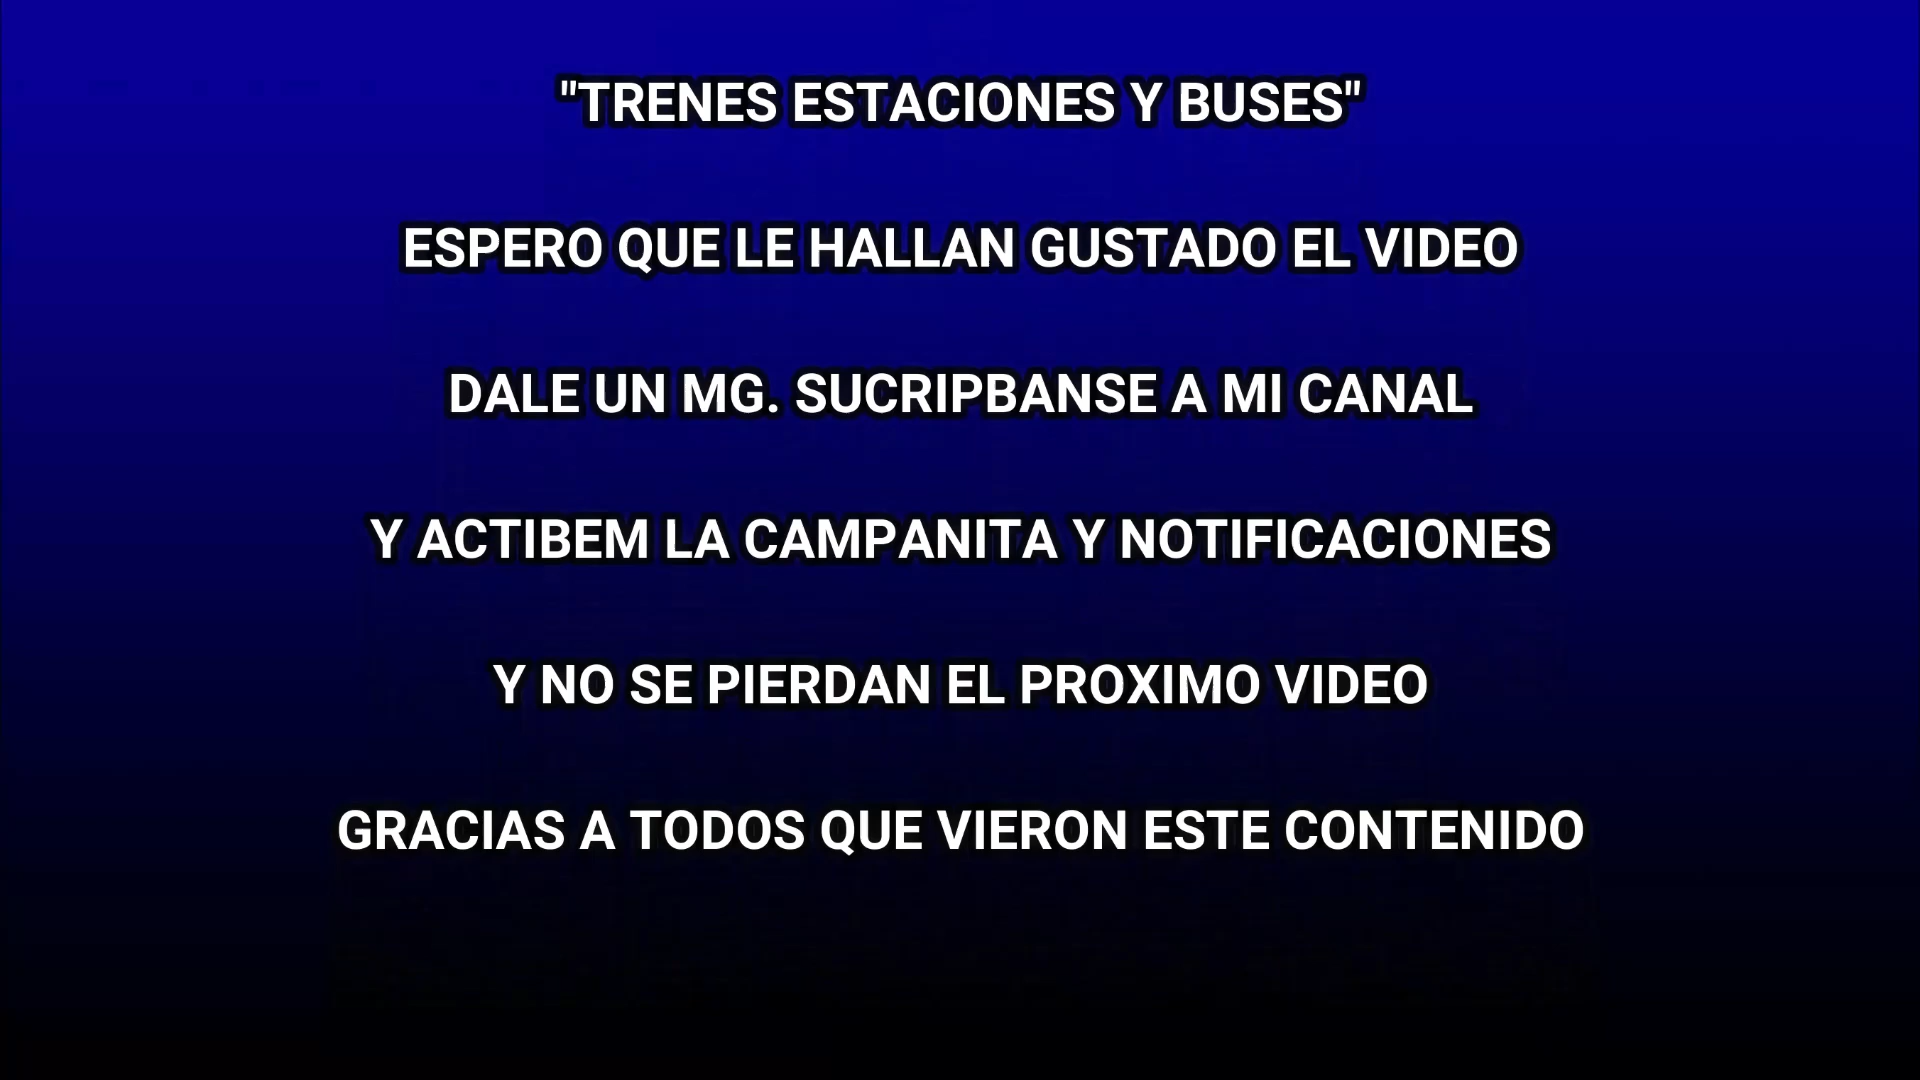 "TRENES ESTACIONES Y BUSES"
ESPERO QUE LE HALLAN GUSTADO EL VIDEO
DALE UN MG. SUCRIPBANSE A MI CANAL
Y ACTIBEM LA CAMPANITA Y NOTIFICACIONES
Y NO SE PIERDAN EL PROXIMO VIDEO
GRACIAS A TODOS QUE VIERON ESTE CONTENIDO